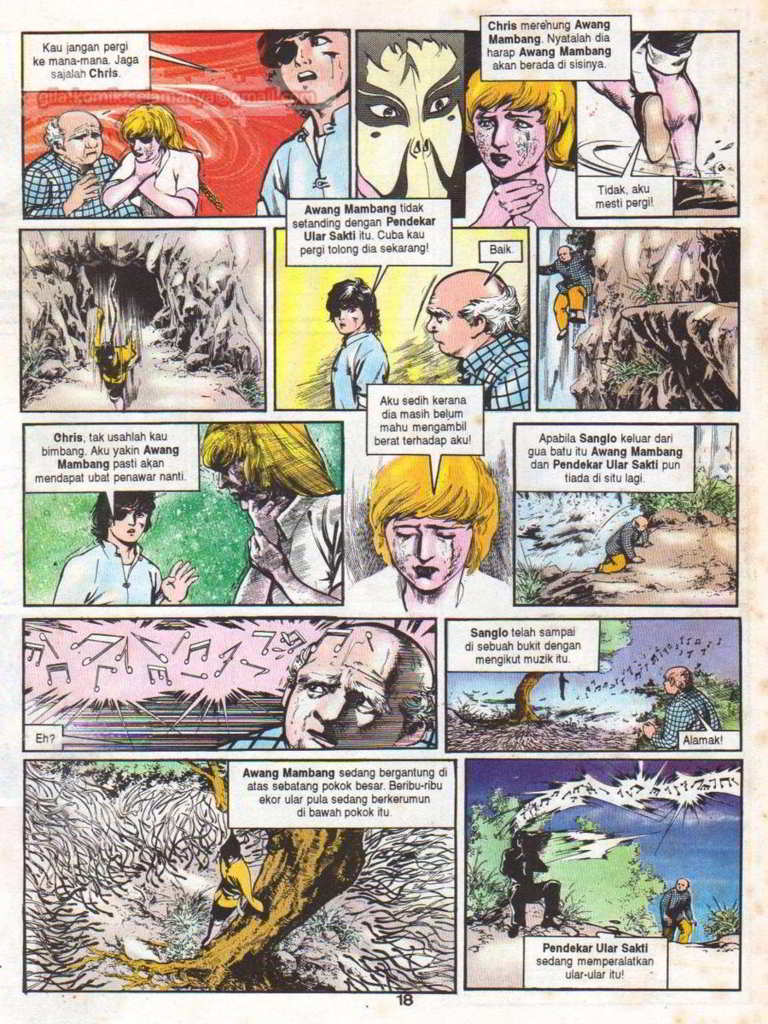 Kau jangan pergi
ke mana-mana. Jaga
sajalah Chris.
gila-komik-selamanya@gmail.com
Chris merenung Awang
Mambang. Nyatalah dia
harap Awang Mambang
akan berada di sisinya.
Tidak, aku
mesti pergi!
Awang Mambang tidak
setanding dengan Pendekar
Ular Sakti itu. Cuba kau
pergi tolong dia sekarang!
Baik.
Chris, tak usahlah kau
bimbang. Aku yakin Awang
Mambang pasti akan
mendapat ubat penawar nanti.
Aku sedih kerana
dia masih belum
mahu mengambil
berat terhadap aku!
Apabila Sanglo keluar dari
gua batu itu Awang Mambang
dan Pendekar Ular Sakti pun
tiada di situ lagi.
Eh?
Sanglo telah sampai
di sebuah bukit dengan
mengikut muzik itu.
Alamak!
Awang Mambang sedang bergantung di
atas sebatang pokok besar. Beribu-ribu
ekor ular pula sedang berkerumun
di bawah pokok itu.
Pendekar Ular Sakti
sedang memperalatkan
ular-ular itu!
18